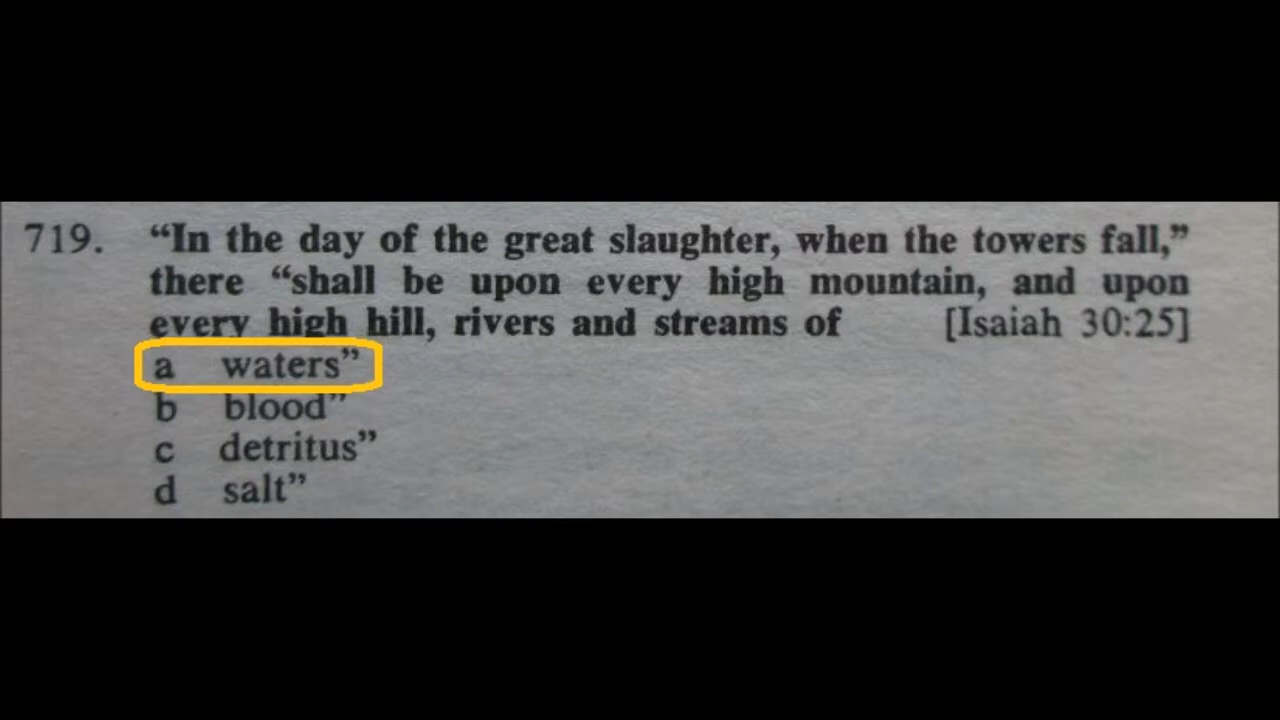 719. “In the day of the great slaughter, when the towers fall,”
there “shall be upon every high mountain, and upon
every high hill, rivers and streams of [Isaiah 30:25]
a waters”
b blood”
c detritus”
d salt”